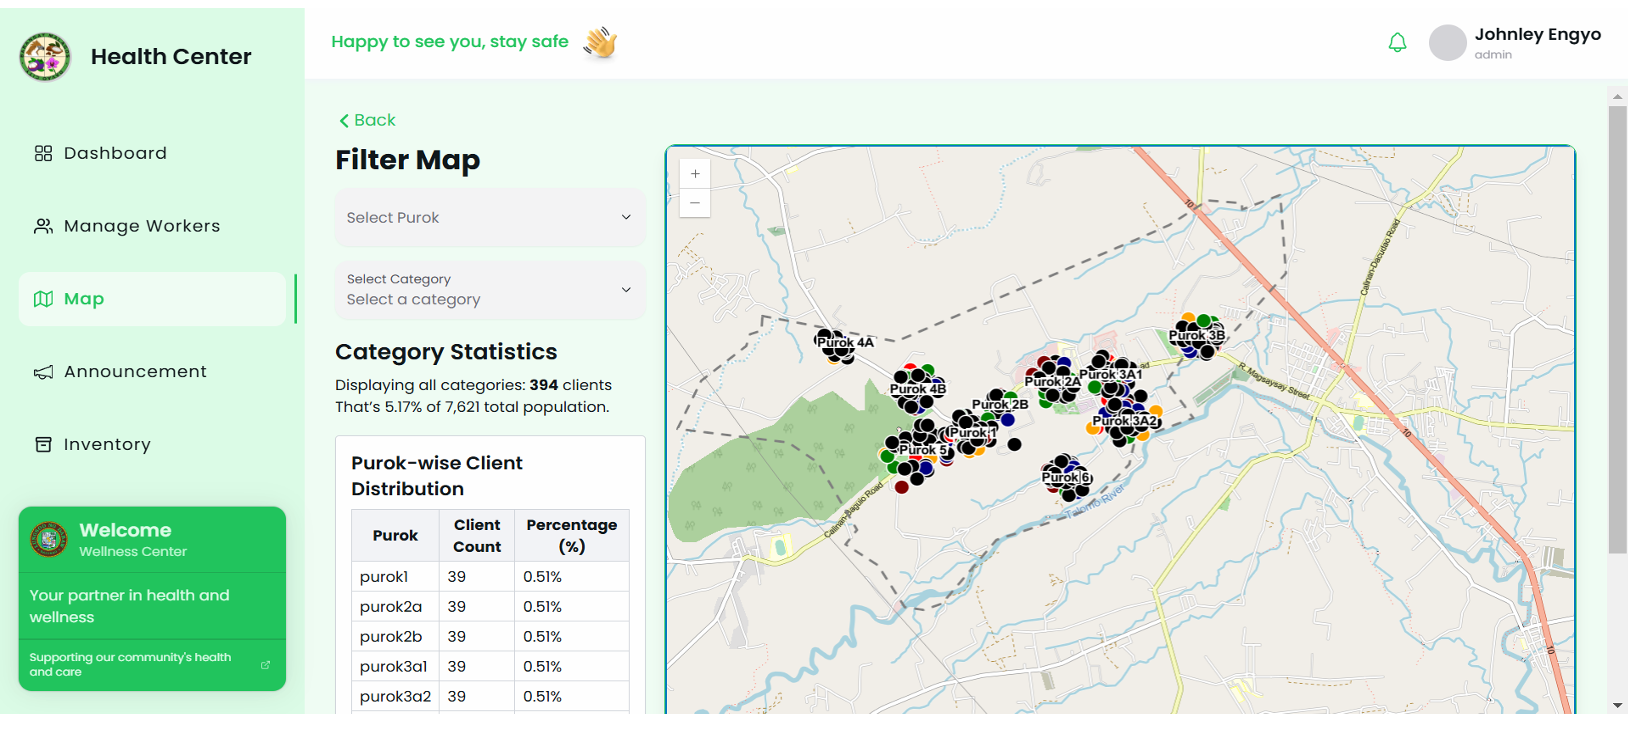 Health Center
Happy to see you, stay safe
Johnley Engyo
admin
Dashboard
Manage Workers
Map
Announcement
Inventory
Welcome
Wellness Center
Your partner in health and
wellness
Supporting our community's health
and care
Back
Filter Map
Select Purok
Select Category
Select a category
Category Statistics
Displaying all categories: 394 clients
That's 5.17% of 7,621 total population.
Purok-wise Client
Distribution
Purok Client Count Percentage (%)
purok1 39 0.51%
purok2a 39 0.51%
purok2b 39 0.51%
purok3a1 39 0.51%
purok3a2 39 0.51%
+
−
10
Calinan-Dacudao Road
Purok 3B
Purok 4A
Purok 3A1
Purok 2A
Purok 4B
R. Magsaysay Street
Purok 2B
Purok 3A2
Purok 1
10
Purok 5
Purok 6
Talomo River
Calinan-Baguio Road
10